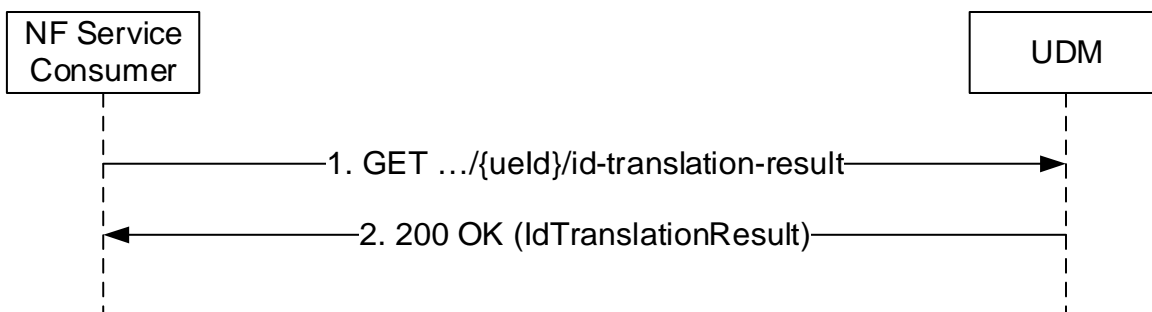 NF Service
Consumer
UDM
1. GET …/{ueId}/id-translation-result
2. 200 OK (IdTranslationResult)